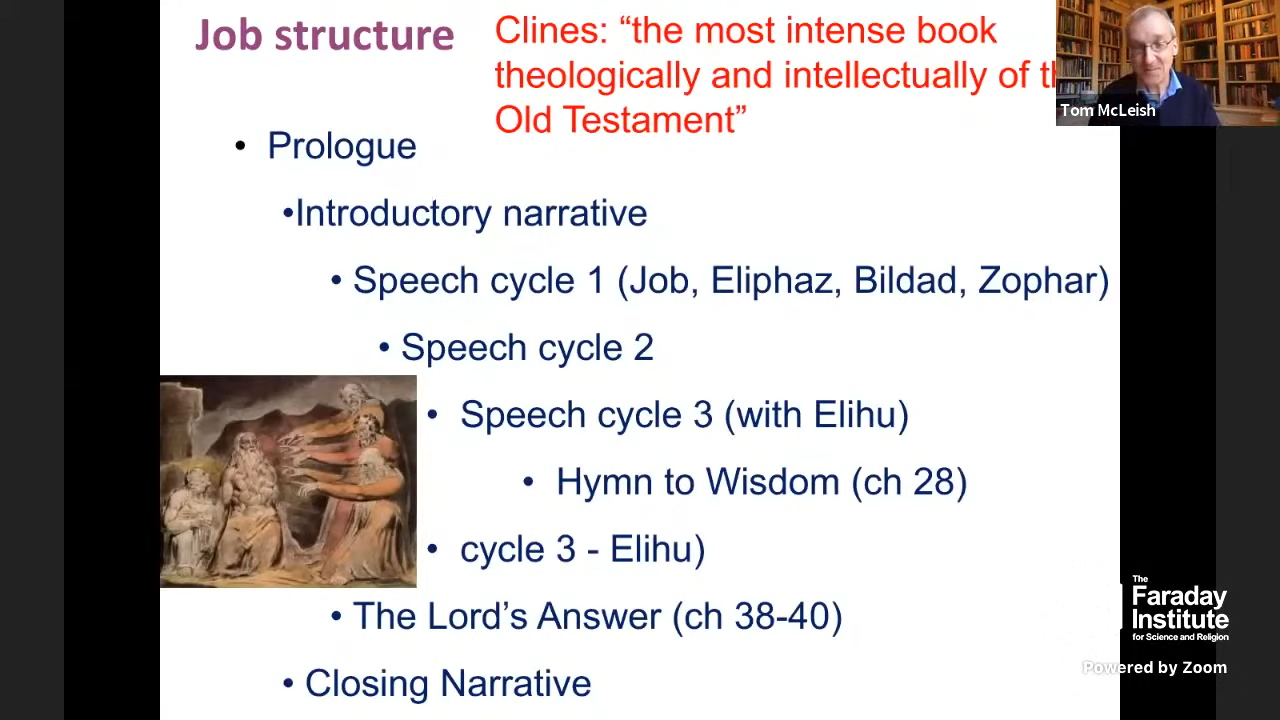 Job structure
Clines: “the most intense book
theologically and intellectually of
Old Testament”
Tom McLeish
• Prologue
•Introductory narrative
• Speech cycle 1 (Job, Eliphaz, Bildad, Zophar)
• Speech cycle 2
• Speech cycle 3 (with Elihu)
• Hymn to Wisdom (ch 28)
• cycle 3 - Elihu)
• The Lord’s Answer (ch 38-40)
• Closing Narrative
The
Faraday
Institute
for Science and Religion
Powered by Zoom